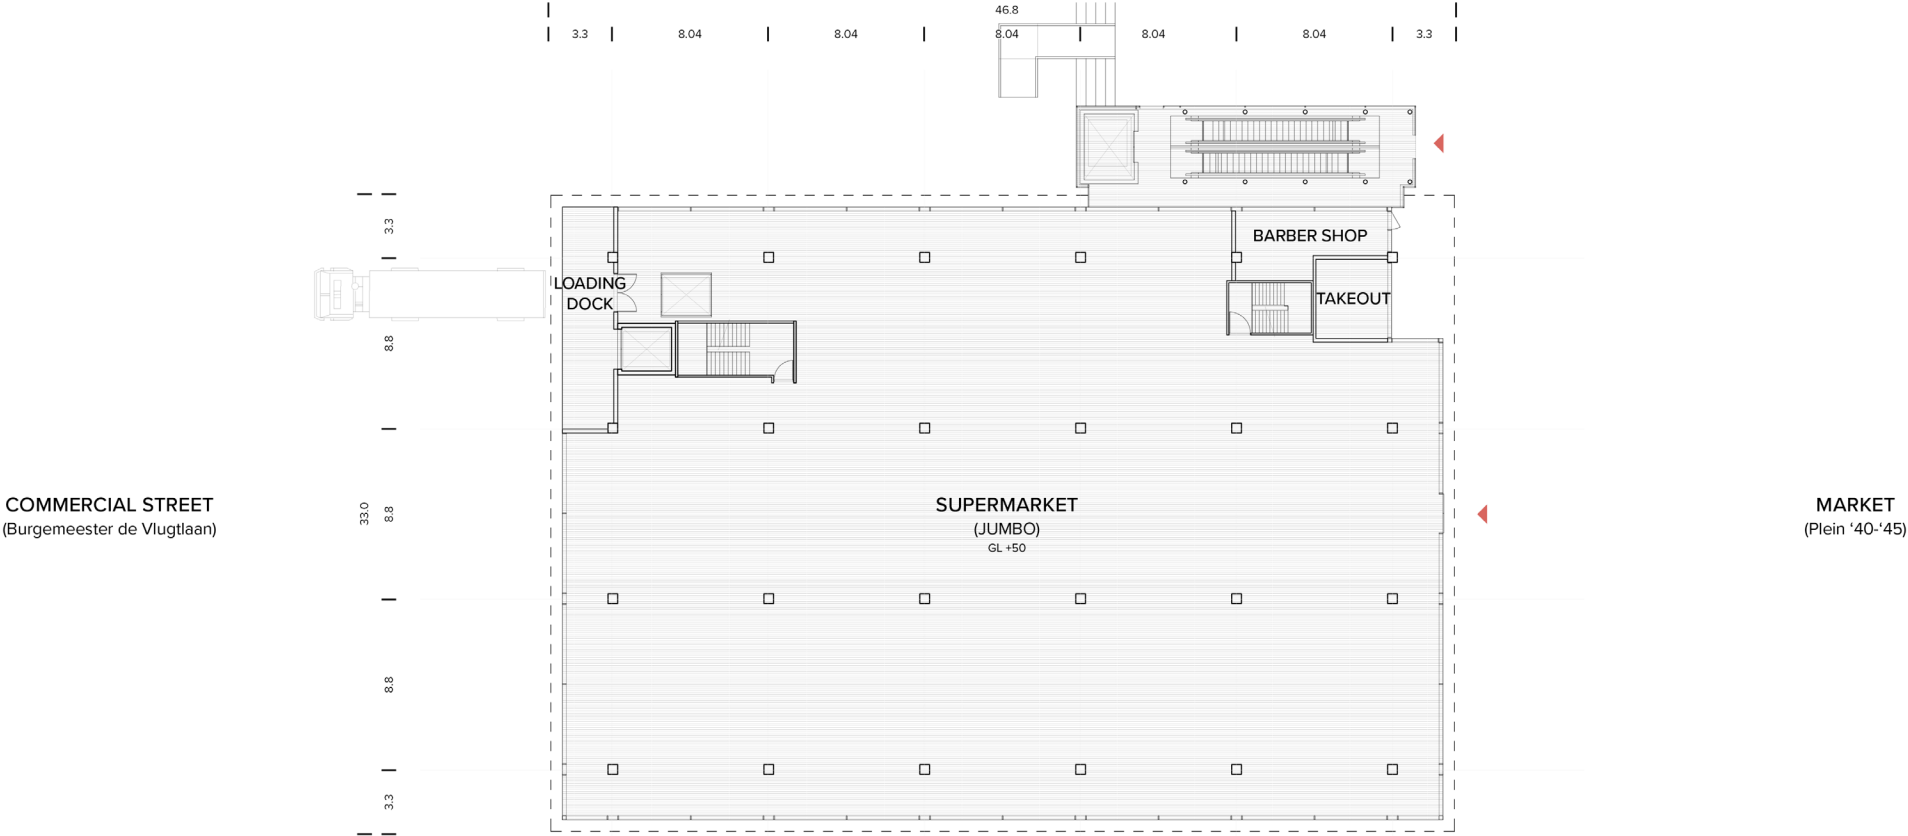 46.8
3.3 8.04 8.04 8.04 8.04 8.04 3.3
3.3
BARBER SHOP
LOADING
DOCK
TAKEOUT
8.8
COMMERCIAL STREET
(Burgemeester de Vlugtlaan)
33.0
8.8
SUPERMARKET
(JUMBO)
GL +50
MARKET
(Plein ‘40-‘45)
8.8
3.3